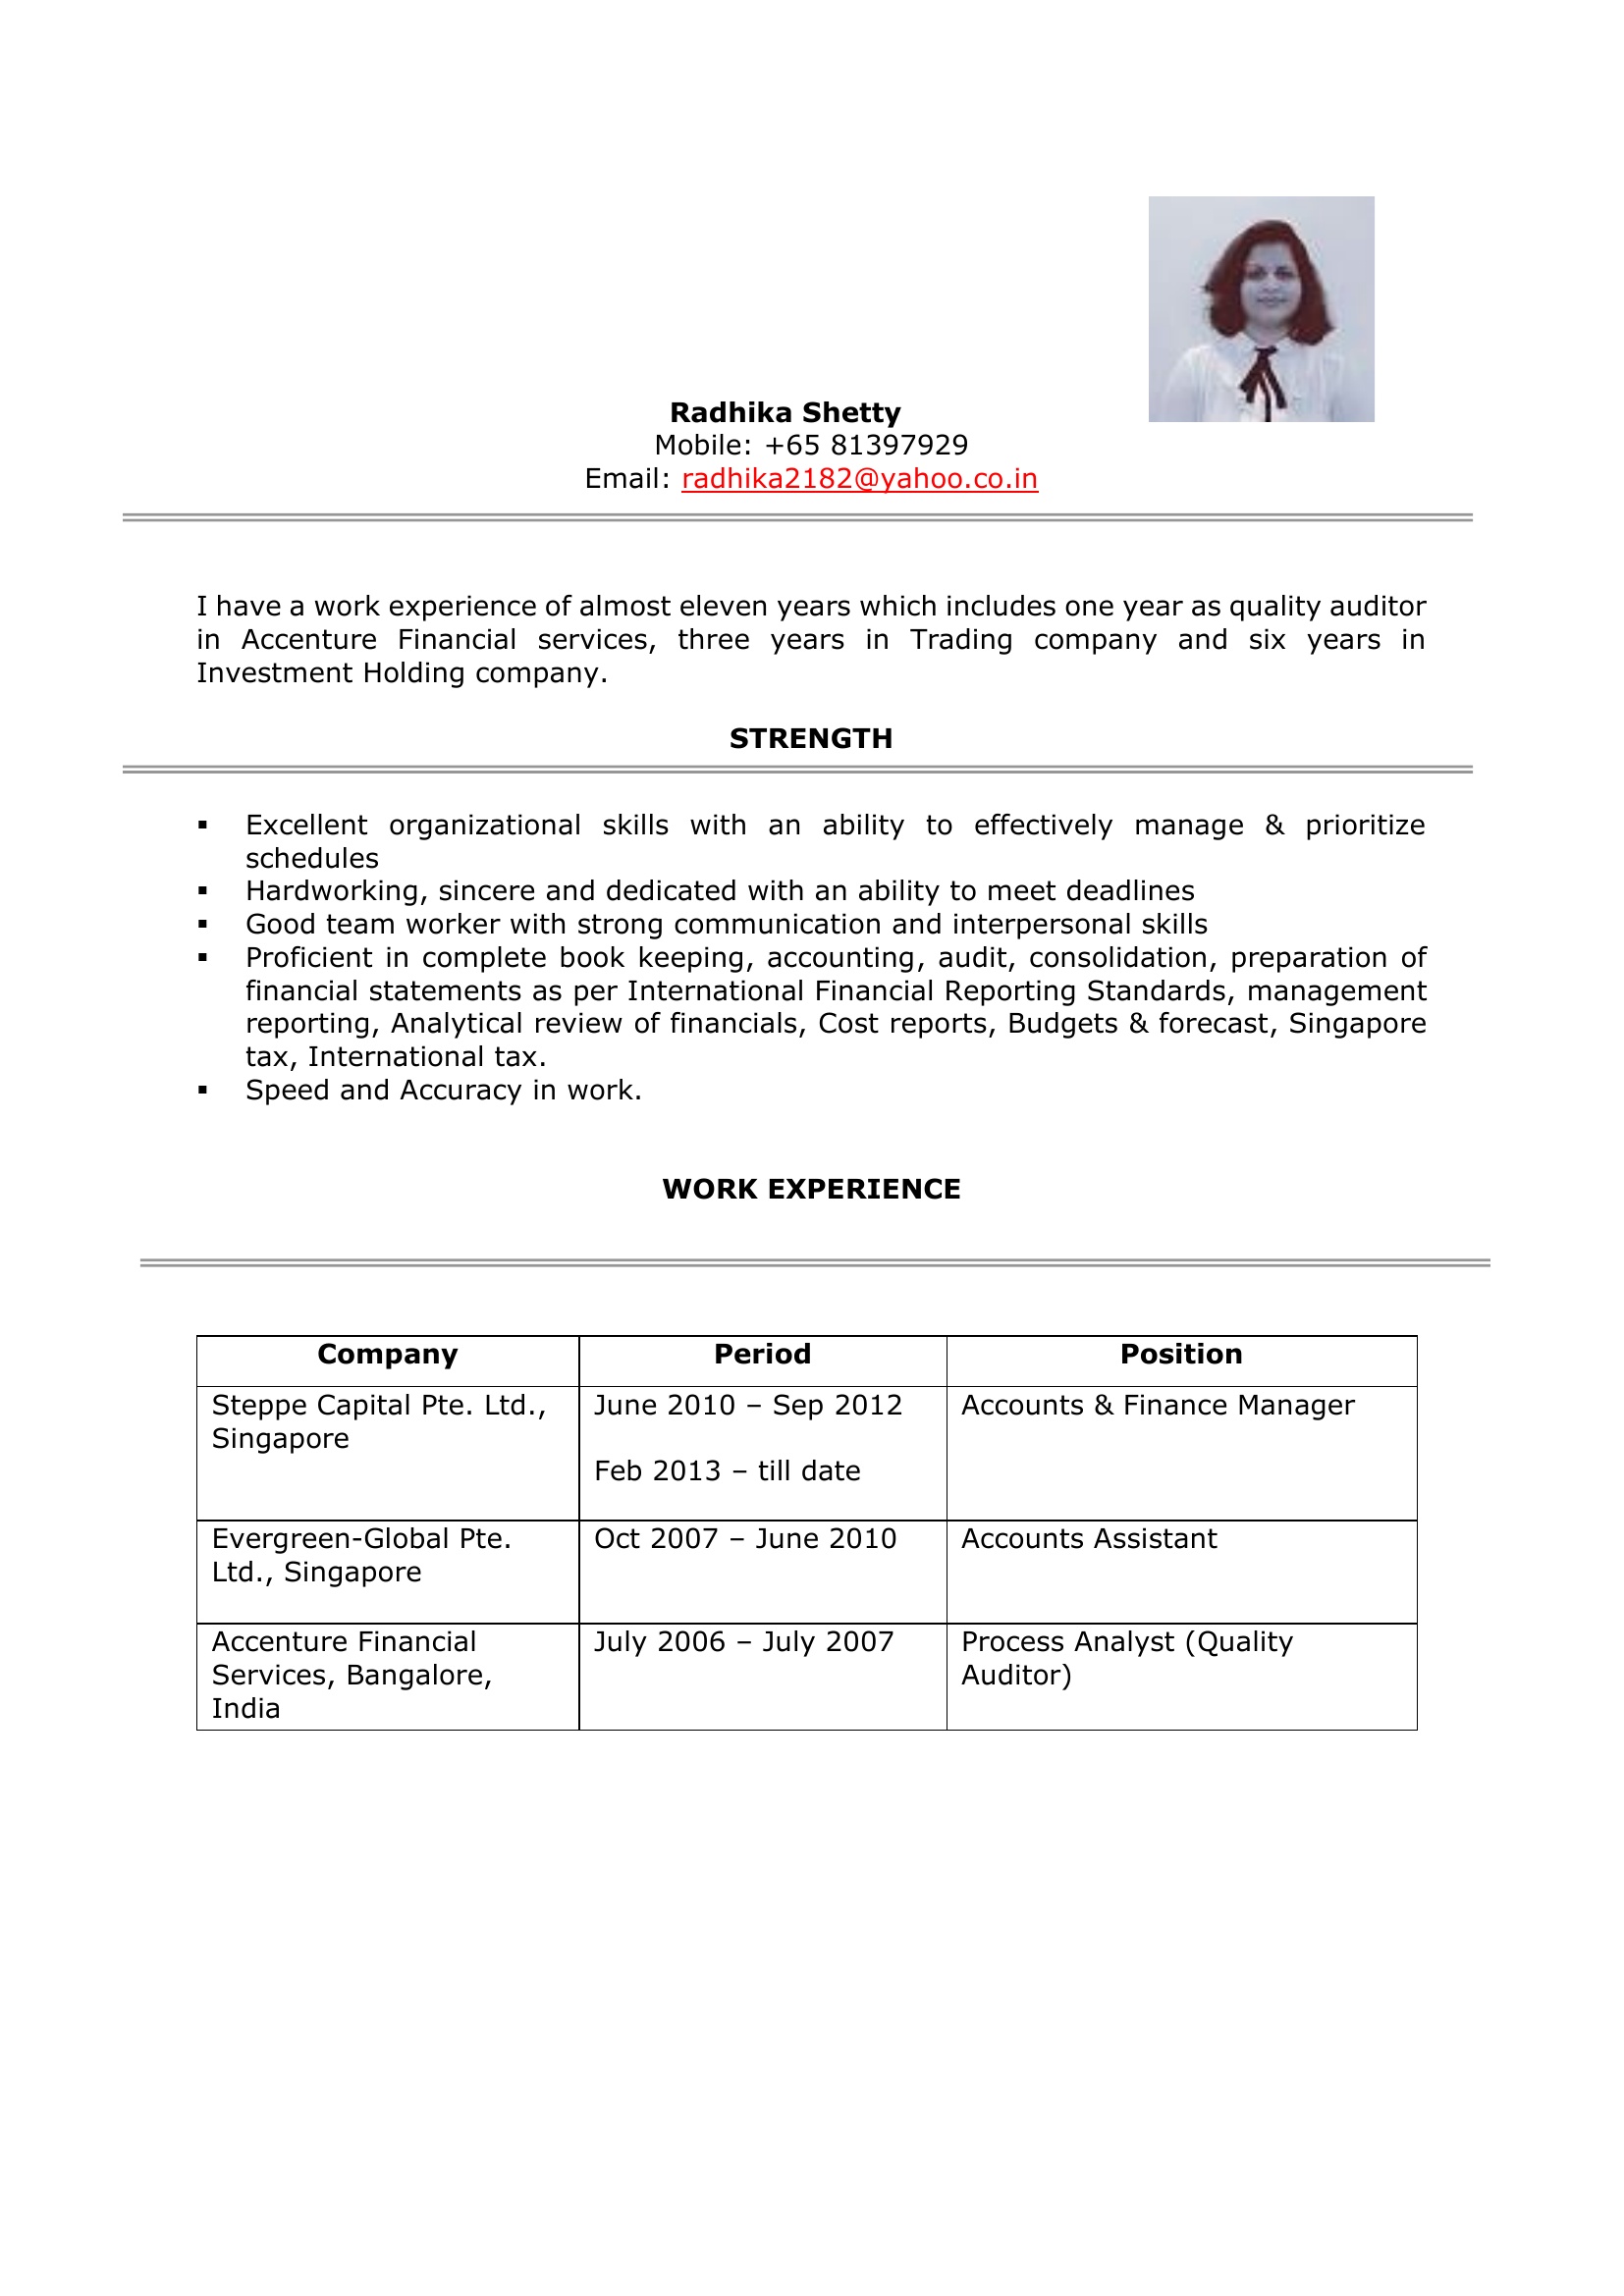 Radhika Shetty
Mobile: +65 81397929
Email: radhika2182@yahoo.co.in
I have a work experience of almost eleven years which includes one year as quality auditor
in Accenture Financial services, three years in Trading company and six years in
Investment Holding company.
STRENGTH
▪ Excellent organizational skills with an ability to effectively manage & prioritize
schedules
▪ Hardworking, sincere and dedicated with an ability to meet deadlines
▪ Good team worker with strong communication and interpersonal skills
▪ Proficient in complete book keeping, accounting, audit, consolidation, preparation of
financial statements as per International Financial Reporting Standards, management
reporting, Analytical review of financials, Cost reports, Budgets & forecast, Singapore
tax, International tax.
▪ Speed and Accuracy in work.
WORK EXPERIENCE
Company Period Position
Steppe Capital Pte. Ltd., June 2010 – Sep 2012 Accounts & Finance Manager
Singapore
Feb 2013 – till date
Evergreen-Global Pte. Oct 2007 – June 2010 Accounts Assistant
Ltd., Singapore
Accenture Financial July 2006 – July 2007 Process Analyst (Quality
Services, Bangalore, Auditor)
India